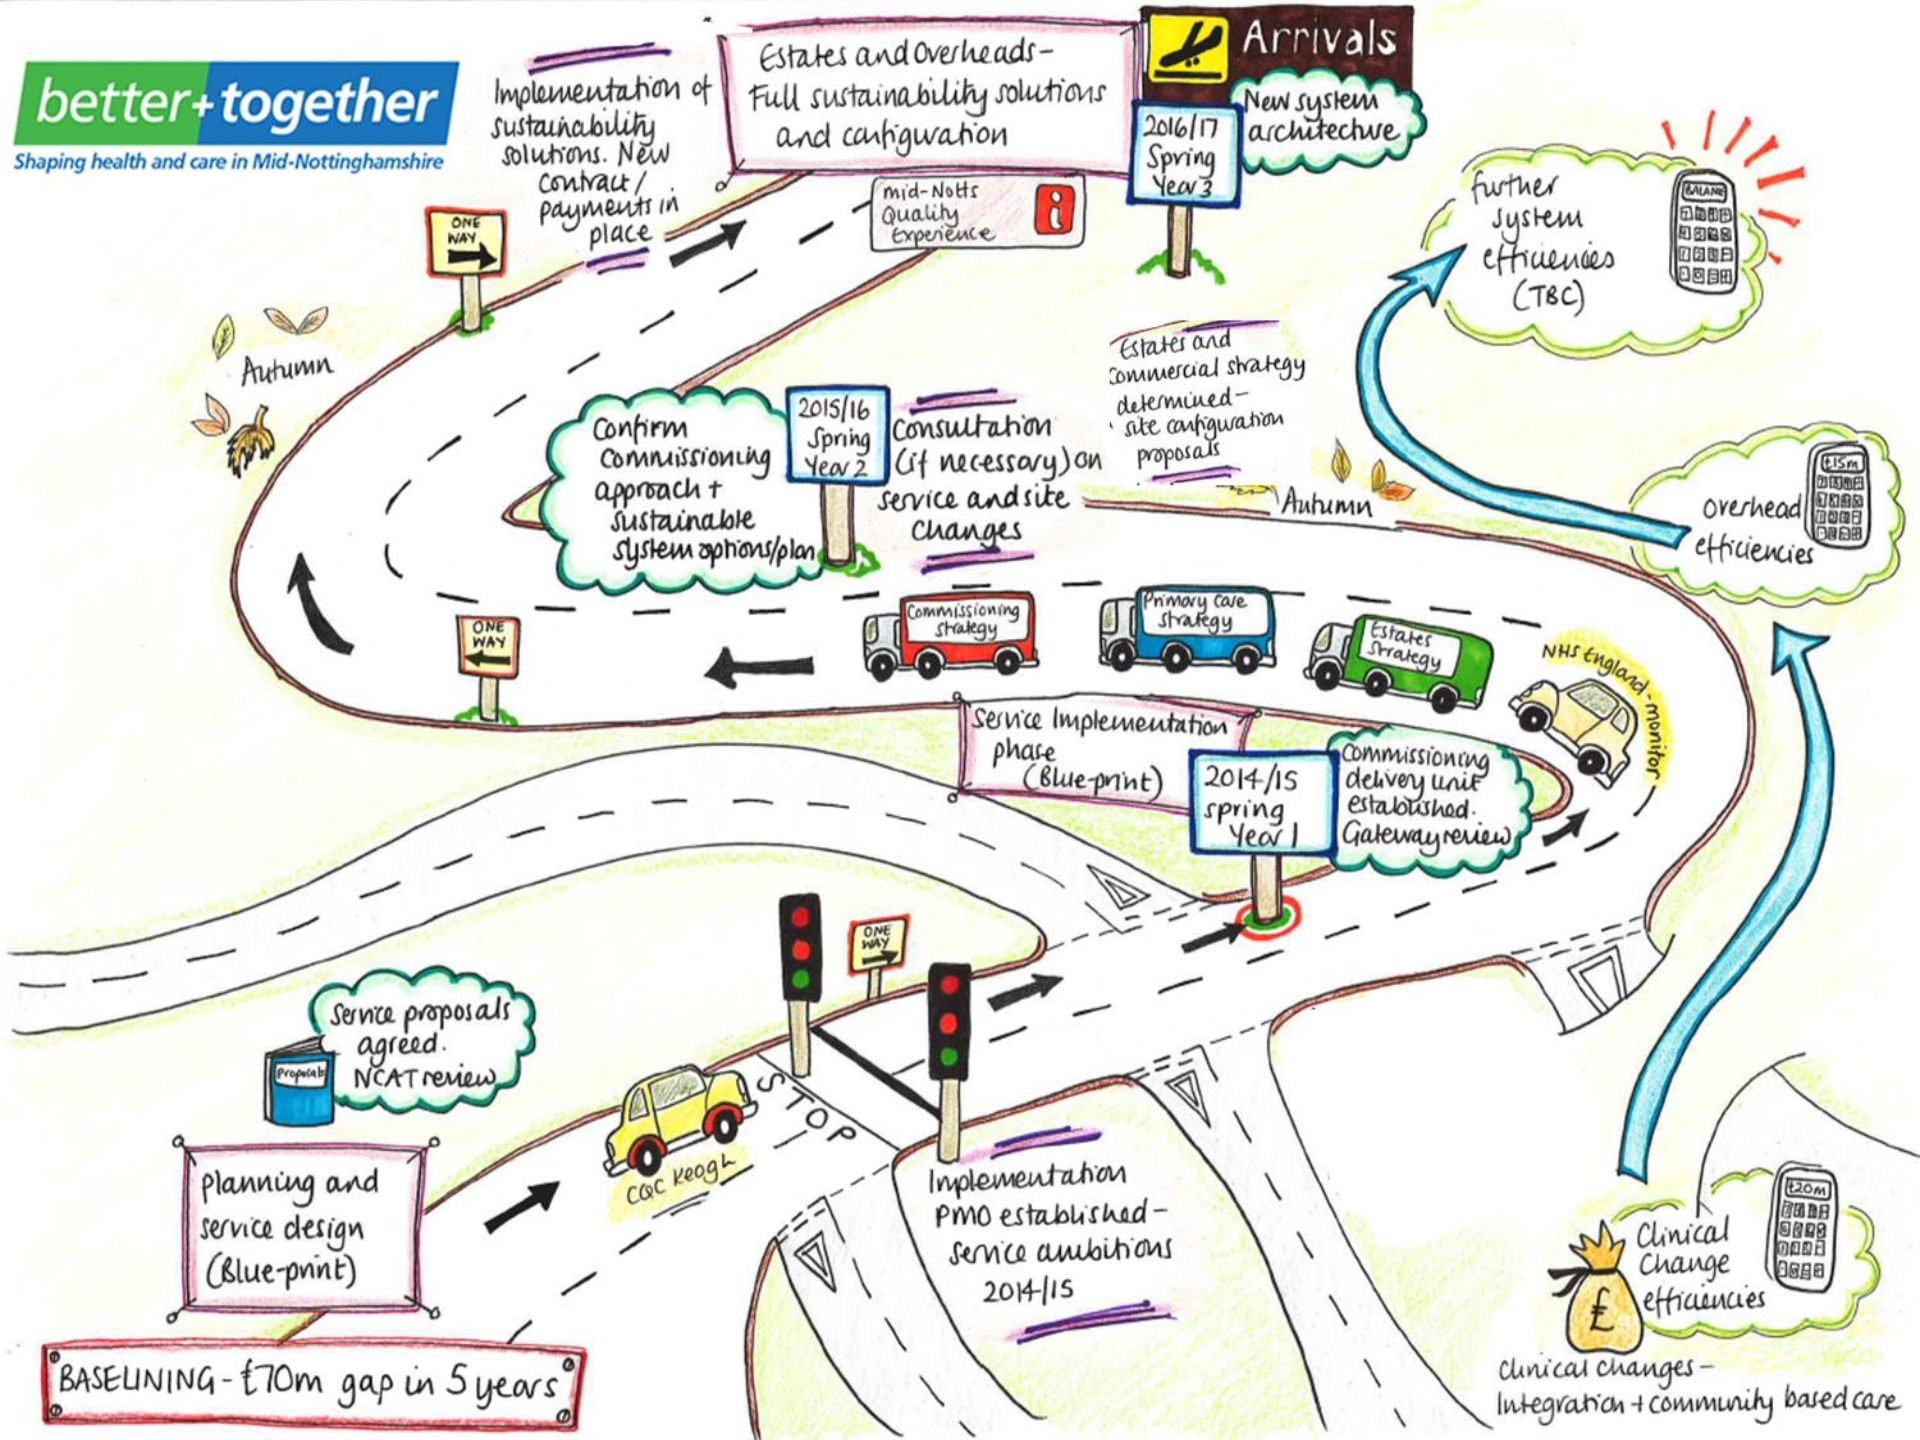 better+together
Shaping health and care in Mid-Nottinghamshire
Implementation of
sustainability
solutions. New
contract/
payments in
place
Estates and Overheads-
Full sustainability solutions
and configuration
Arrivals
New system
architecture
2016/17
Spring
Year 3
mid-Notts
Quality
Experience
i
ONE
WAY
Autumn
further
system
efficiencies
(TBC)
BALANCE
Estates and
commercial strategy
determined-
site configuration
proposals
Autumn
Confirm
Commissioning
approach +
sustainable
system options/plan
2015/16
Spring
Year 2
Consultation
(if necessary) on
service and site
changes
overhead
efficiencies
£15m
ONE
WAY
Commissioning
strategy
Primary Care
Strategy
Estates
Strategy
NHS England-monitor
Service Implementation
phase
(Blue-print)
2014/15
spring
Year 1
Commissioning
delivery unit
established.
Gateway review
ONE
WAY
Service proposals
agreed.
NCAT review
Proposals
STOP
CQC Keogh
Planning and
service design
(Blue-print)
Implementation
PMO established-
service ambitions
2014/15
BASELINING - £70m gap in 5 years
£20m
Clinical
Change
efficiencies
£
Clinical changes-
Integration + community based care